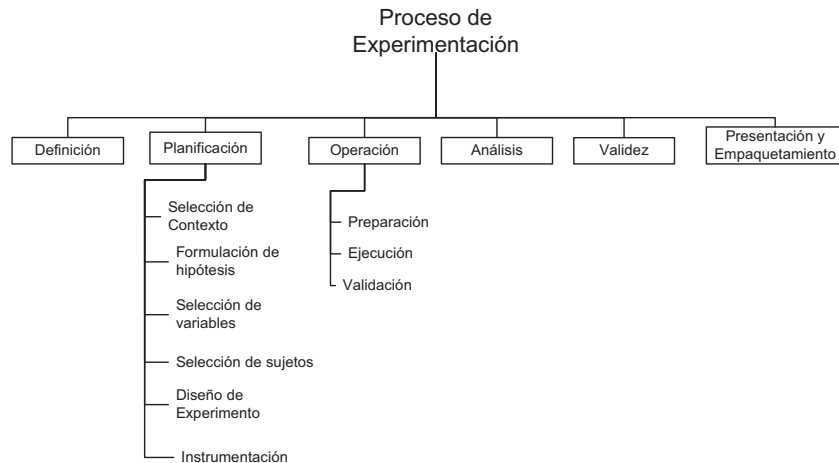 Proceso de
Experimentación
Definición
Planificación
Operación
Análisis
Validez
Presentación y
Empaquetamiento
Selección de
Contexto
Formulación de
hipótesis
Selección de
variables
Selección de sujetos
Diseño de
Experimento
Instrumentación
Preparación
Ejecución
Validación